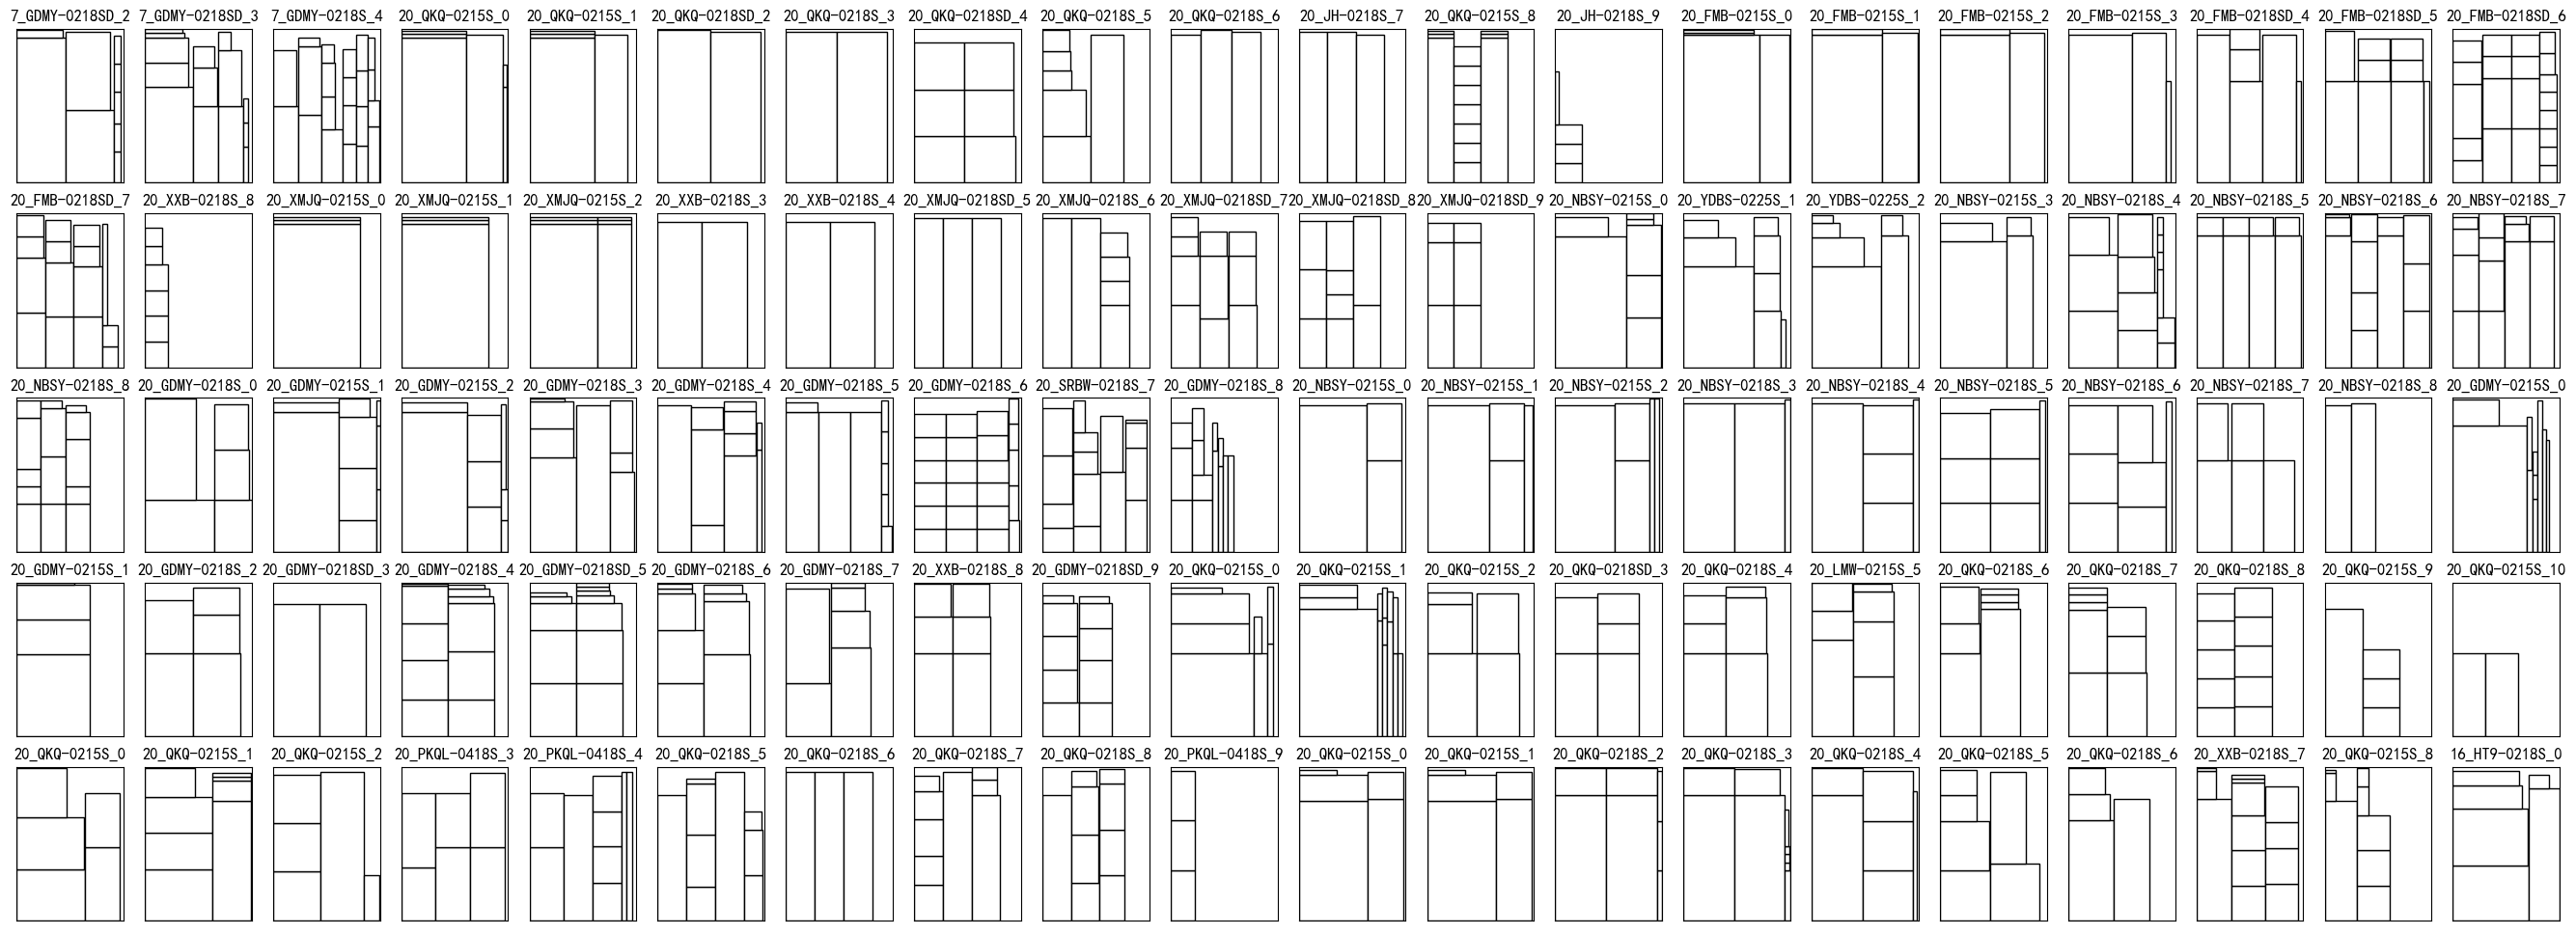 7_GDMY-0218SD_2 7_GDMY-0218SD_3 7_GDMY-0218S_4 20_QKQ-0215S_0 20_QKQ-0215S_1 20_QKQ-0218SD_2 20_QKQ-0218S_3 20_QKQ-0218SD_4 20_QKQ-0218S_5 20_QKQ-0218S_6 20_JH-0218S_7 20_QKQ-0215S_8 20_JH-0218S_9 20_FMB-0215S_0 20_FMB-0215S_1 20_FMB-0215S_2 20_FMB-0215S_3 20_FMB-0218SD_4 20_FMB-0218SD_5 20_FMB-0218SD_6
20_FMB-0218SD_7 20_XXB-0218S_8 20_XMJQ-0215S_0 20_XMJQ-0215S_1 20_XMJQ-0215S_2 20_XXB-0218S_3 20_XXB-0218S_4 20_XMJQ-0218SD_5 20_XMJQ-0218S_6 20_XMJQ-0218SD_7 20_XMJQ-0218SD_8 20_XMJQ-0218SD_9 20_NBSY-0215S_0 20_YDBS-0225S_1 20_YDBS-0225S_2 20_NBSY-0215S_3 20_NBSY-0218S_4 20_NBSY-0218S_5 20_NBSY-0218S_6 20_NBSY-0218S_7
20_NBSY-0218S_8 20_GDMY-0218S_0 20_GDMY-0215S_1 20_GDMY-0215S_2 20_GDMY-0218S_3 20_GDMY-0218S_4 20_GDMY-0218S_5 20_GDMY-0218S_6 20_SRBW-0218S_7 20_GDMY-0218S_8 20_NBSY-0215S_0 20_NBSY-0215S_1 20_NBSY-0215S_2 20_NBSY-0218S_3 20_NBSY-0218S_4 20_NBSY-0218S_5 20_NBSY-0218S_6 20_NBSY-0218S_7 20_NBSY-0218S_8 20_GDMY-0215S_0
20_GDMY-0215S_1 20_GDMY-0218S_2 20_GDMY-0218SD_3 20_GDMY-0218S_4 20_GDMY-0218SD_5 20_GDMY-0218S_6 20_GDMY-0218S_7 20_XXB-0218S_8 20_GDMY-0218SD_9 20_QKQ-0215S_0 20_QKQ-0215S_1 20_QKQ-0215S_2 20_QKQ-0218SD_3 20_QKQ-0218S_4 20_LMW-0215S_5 20_QKQ-0218S_6 20_QKQ-0218S_7 20_QKQ-0218S_8 20_QKQ-0215S_9 20_QKQ-0215S_10
20_QKQ-0215S_0 20_QKQ-0215S_1 20_QKQ-0215S_2 20_PKQL-0418S_3 20_PKQL-0418S_4 20_QKQ-0218S_5 20_QKQ-0218S_6 20_QKQ-0218S_7 20_QKQ-0218S_8 20_PKQL-0418S_9 20_QKQ-0215S_0 20_QKQ-0215S_1 20_QKQ-0218S_2 20_QKQ-0218S_3 20_QKQ-0218S_4 20_QKQ-0218S_5 20_QKQ-0218S_6 20_XXB-0218S_7 20_QKQ-0215S_8 16_HT9-0218S_0